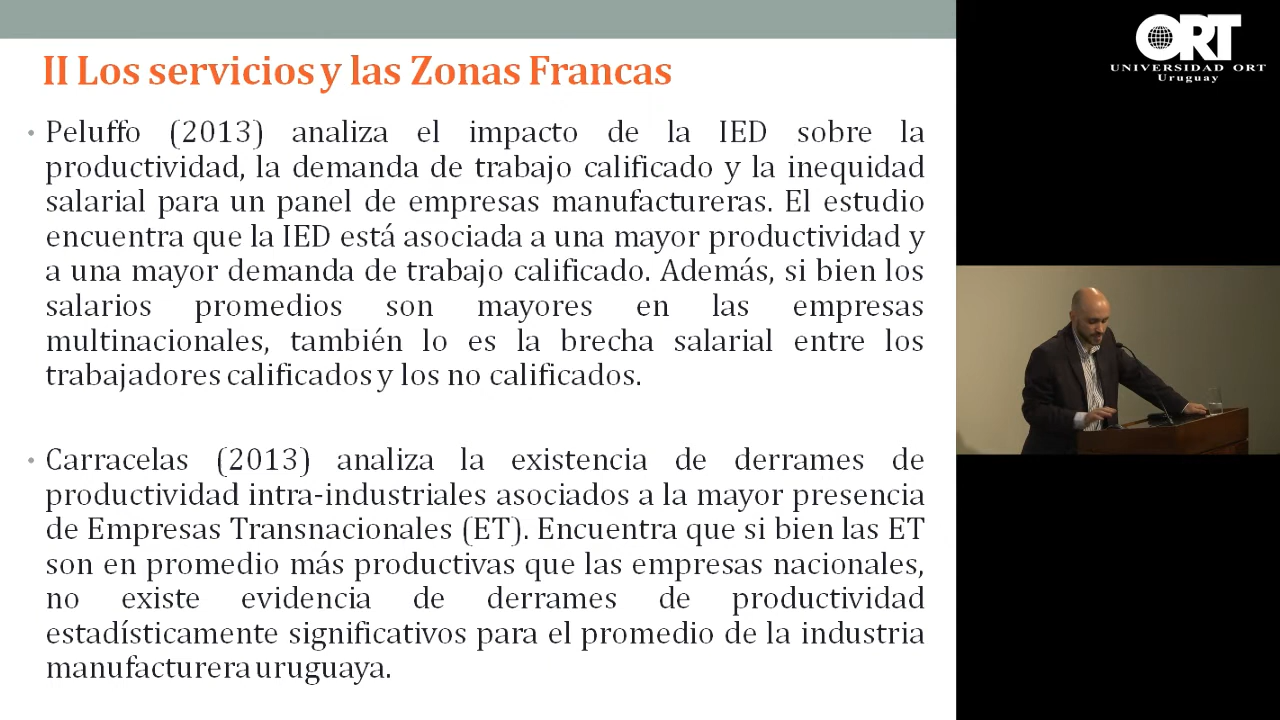 II Los servicios y las Zonas Francas
• Peluffo (2013) analiza el impacto de la IED sobre la
productividad, la demanda de trabajo calificado y la inequidad
salarial para un panel de empresas manufactureras. El estudio
encuentra que la IED está asociada a una mayor productividad y
a una mayor demanda de trabajo calificado. Además, si bien los
salarios promedios son mayores en las empresas
multinacionales, también lo es la brecha salarial entre los
trabajadores calificados y los no calificados.
• Carracelas (2013) analiza la existencia de derrames de
productividad intra-industriales asociados a la mayor presencia
de Empresas Transnacionales (ET). Encuentra que si bien las ET
son en promedio más productivas que las empresas nacionales,
no existe evidencia de derrames de productividad
estadísticamente significativos para el promedio de la industria
manufacturera uruguaya.
ORT
UNIVERSIDAD ORT
Uruguay